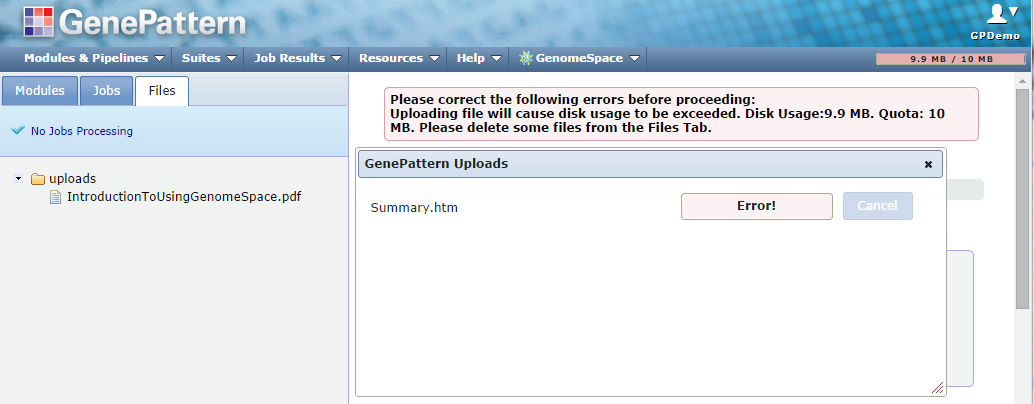 GenePattern
GPDemo
Modules & Pipelines Suites Job Results Resources Help GenomeSpace 9.9 MB / 10 MB
Modules Jobs Files
No Jobs Processing
uploads
IntroductionToUsingGenomeSpace.pdf
Please correct the following errors before proceeding:
Uploading file will cause disk usage to be exceeded. Disk Usage:9.9 MB. Quota: 10
MB. Please delete some files from the Files Tab.
GenePattern Uploads
Summary.htm Error! Cancel